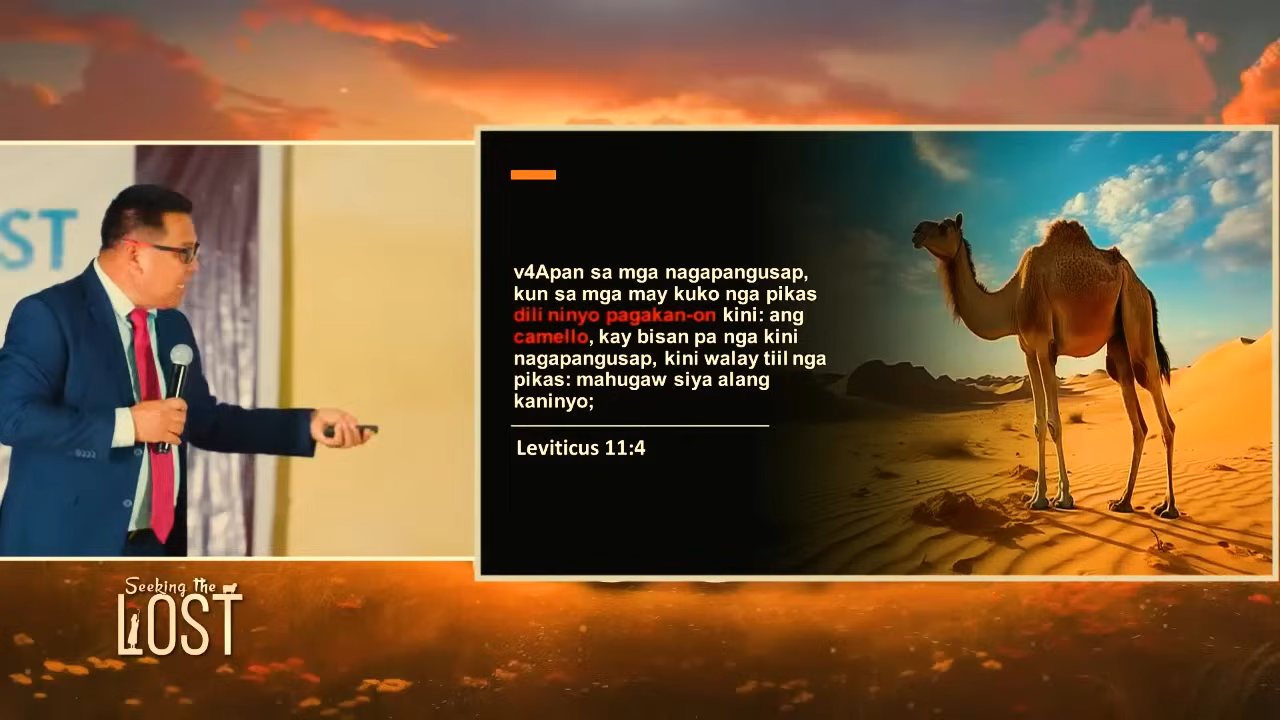 ST
v4Apan sa mga nagapangusap,
kun sa mga may kuko nga pikas
dili ninyo pagakan-on kini: ang
camello, kay bisan pa nga kini
nagapangusap, kini walay tiil nga
pikas: mahugaw siya alang
kaninyo;
Leviticus 11:4
Seeking the
LOST